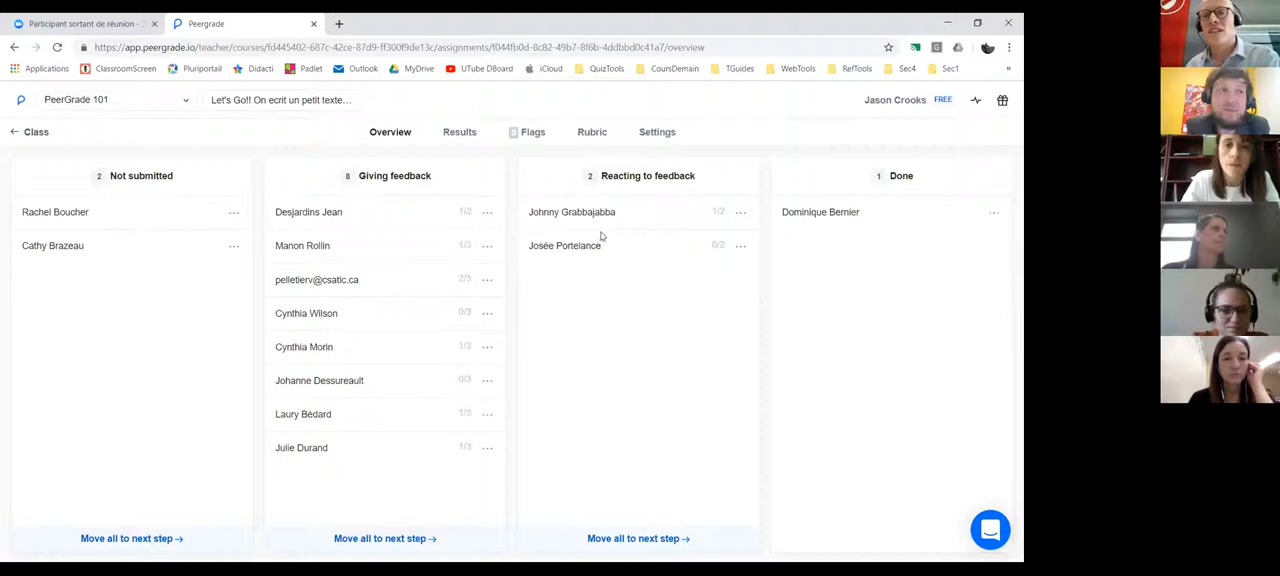 Participant sortant de réunion - 2
Peergrade
https://app.peergrade.io/teacher/courses/fd445402-687c-42ce-87d9-ff300f9de13c/assignments/f044fb0d-8c82-49b7-8f6b-4ddbbd0c41a7/overview
Applications ClassroomScreen Pluriportail Didacti Padlet Outlook MyDrive UTube DBoard iCloud QuizTools CoursDemain TGuides WebTools RefTools Sec4 Sec1 »
PeerGrade 101 Let's Go!! On ecrit un petit texte… Jason Crooks FREE
Class Overview Results 0 Flags Rubric Settings
2 Not submitted
Rachel Boucher
Cathy Brazeau
Move all to next step
8 Giving feedback
Desjardins Jean 1/3
Manon Rollin 1/3
pelletierv@csatic.ca 2/5
Cynthia Wilson 0/3
Cynthia Morin 1/3
Johanne Dessureault 0/3
Laury Bédard 1/3
Julie Durand 1/3
Move all to next step
2 Reacting to feedback
Johnny Grabbajabba 1/2
Josée Portelance 0/2
Move all to next step
1 Done
Dominique Bernier